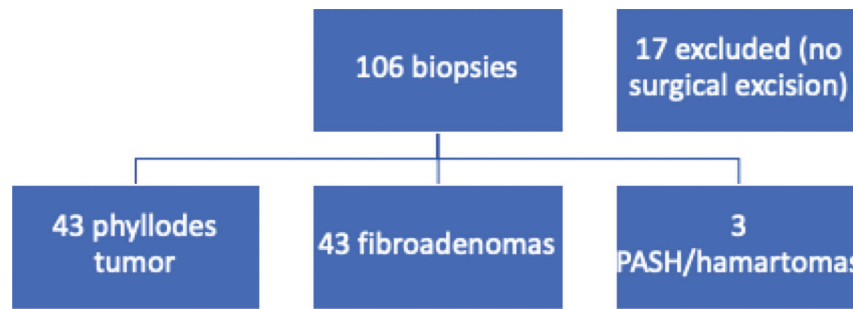 106 biopsies
17 excluded (no
surgical excision)
43 phyllodes
tumor
43 fibroadenomas
3
PASH/hamartomas